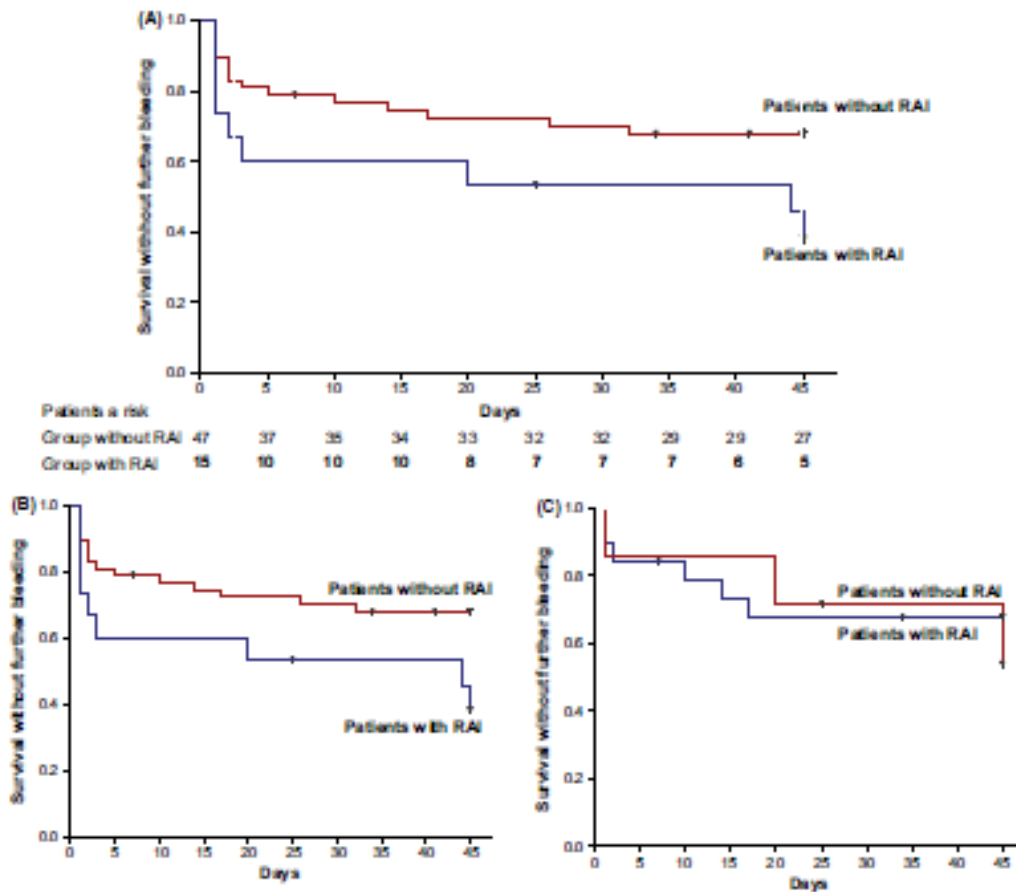 (A)
Survival withhout further bleeding
1.0
0.8
0.6
0.4
0.2
0.0
Patients without RAI
Patients with RAI
0 5 10 15 20 25 30 35 40 45
Days
Patients a risk
Group without RAI 47 37 35 34 33 32 32 29 29 27
Group with RAI 15 10 10 10 8 7 7 7 6 5
(B)
Survival without further bleeding
1.0
0.8
0.6
0.4
0.2
0.0
Patients without RAI
Patients with RAI
0 5 10 15 20 25 30 35 40 45
Days
(C)
Survival without further bleeding
1.0
0.8
0.6
0.4
0.2
0.0
Patients without RAI
Patients with RAI
0 5 10 15 20 25 30 35 40 45
Days